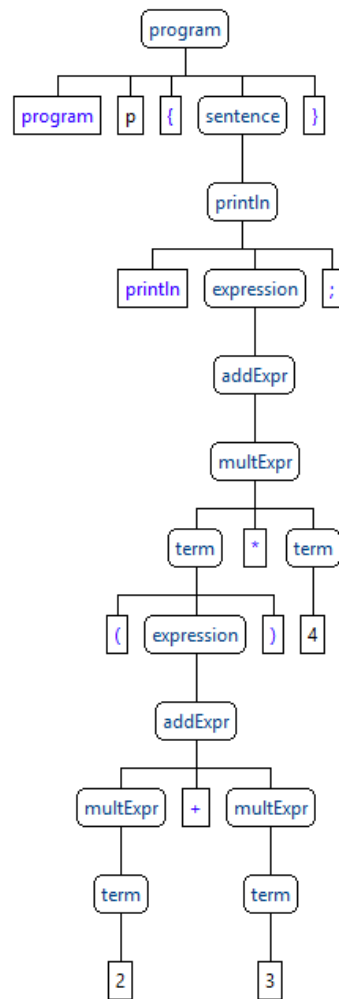 program
program p { sentence }
println
println expression ;
addExpr
multExpr
term * term
( expression ) 4
addExpr
multExpr + multExpr
term term
2 3